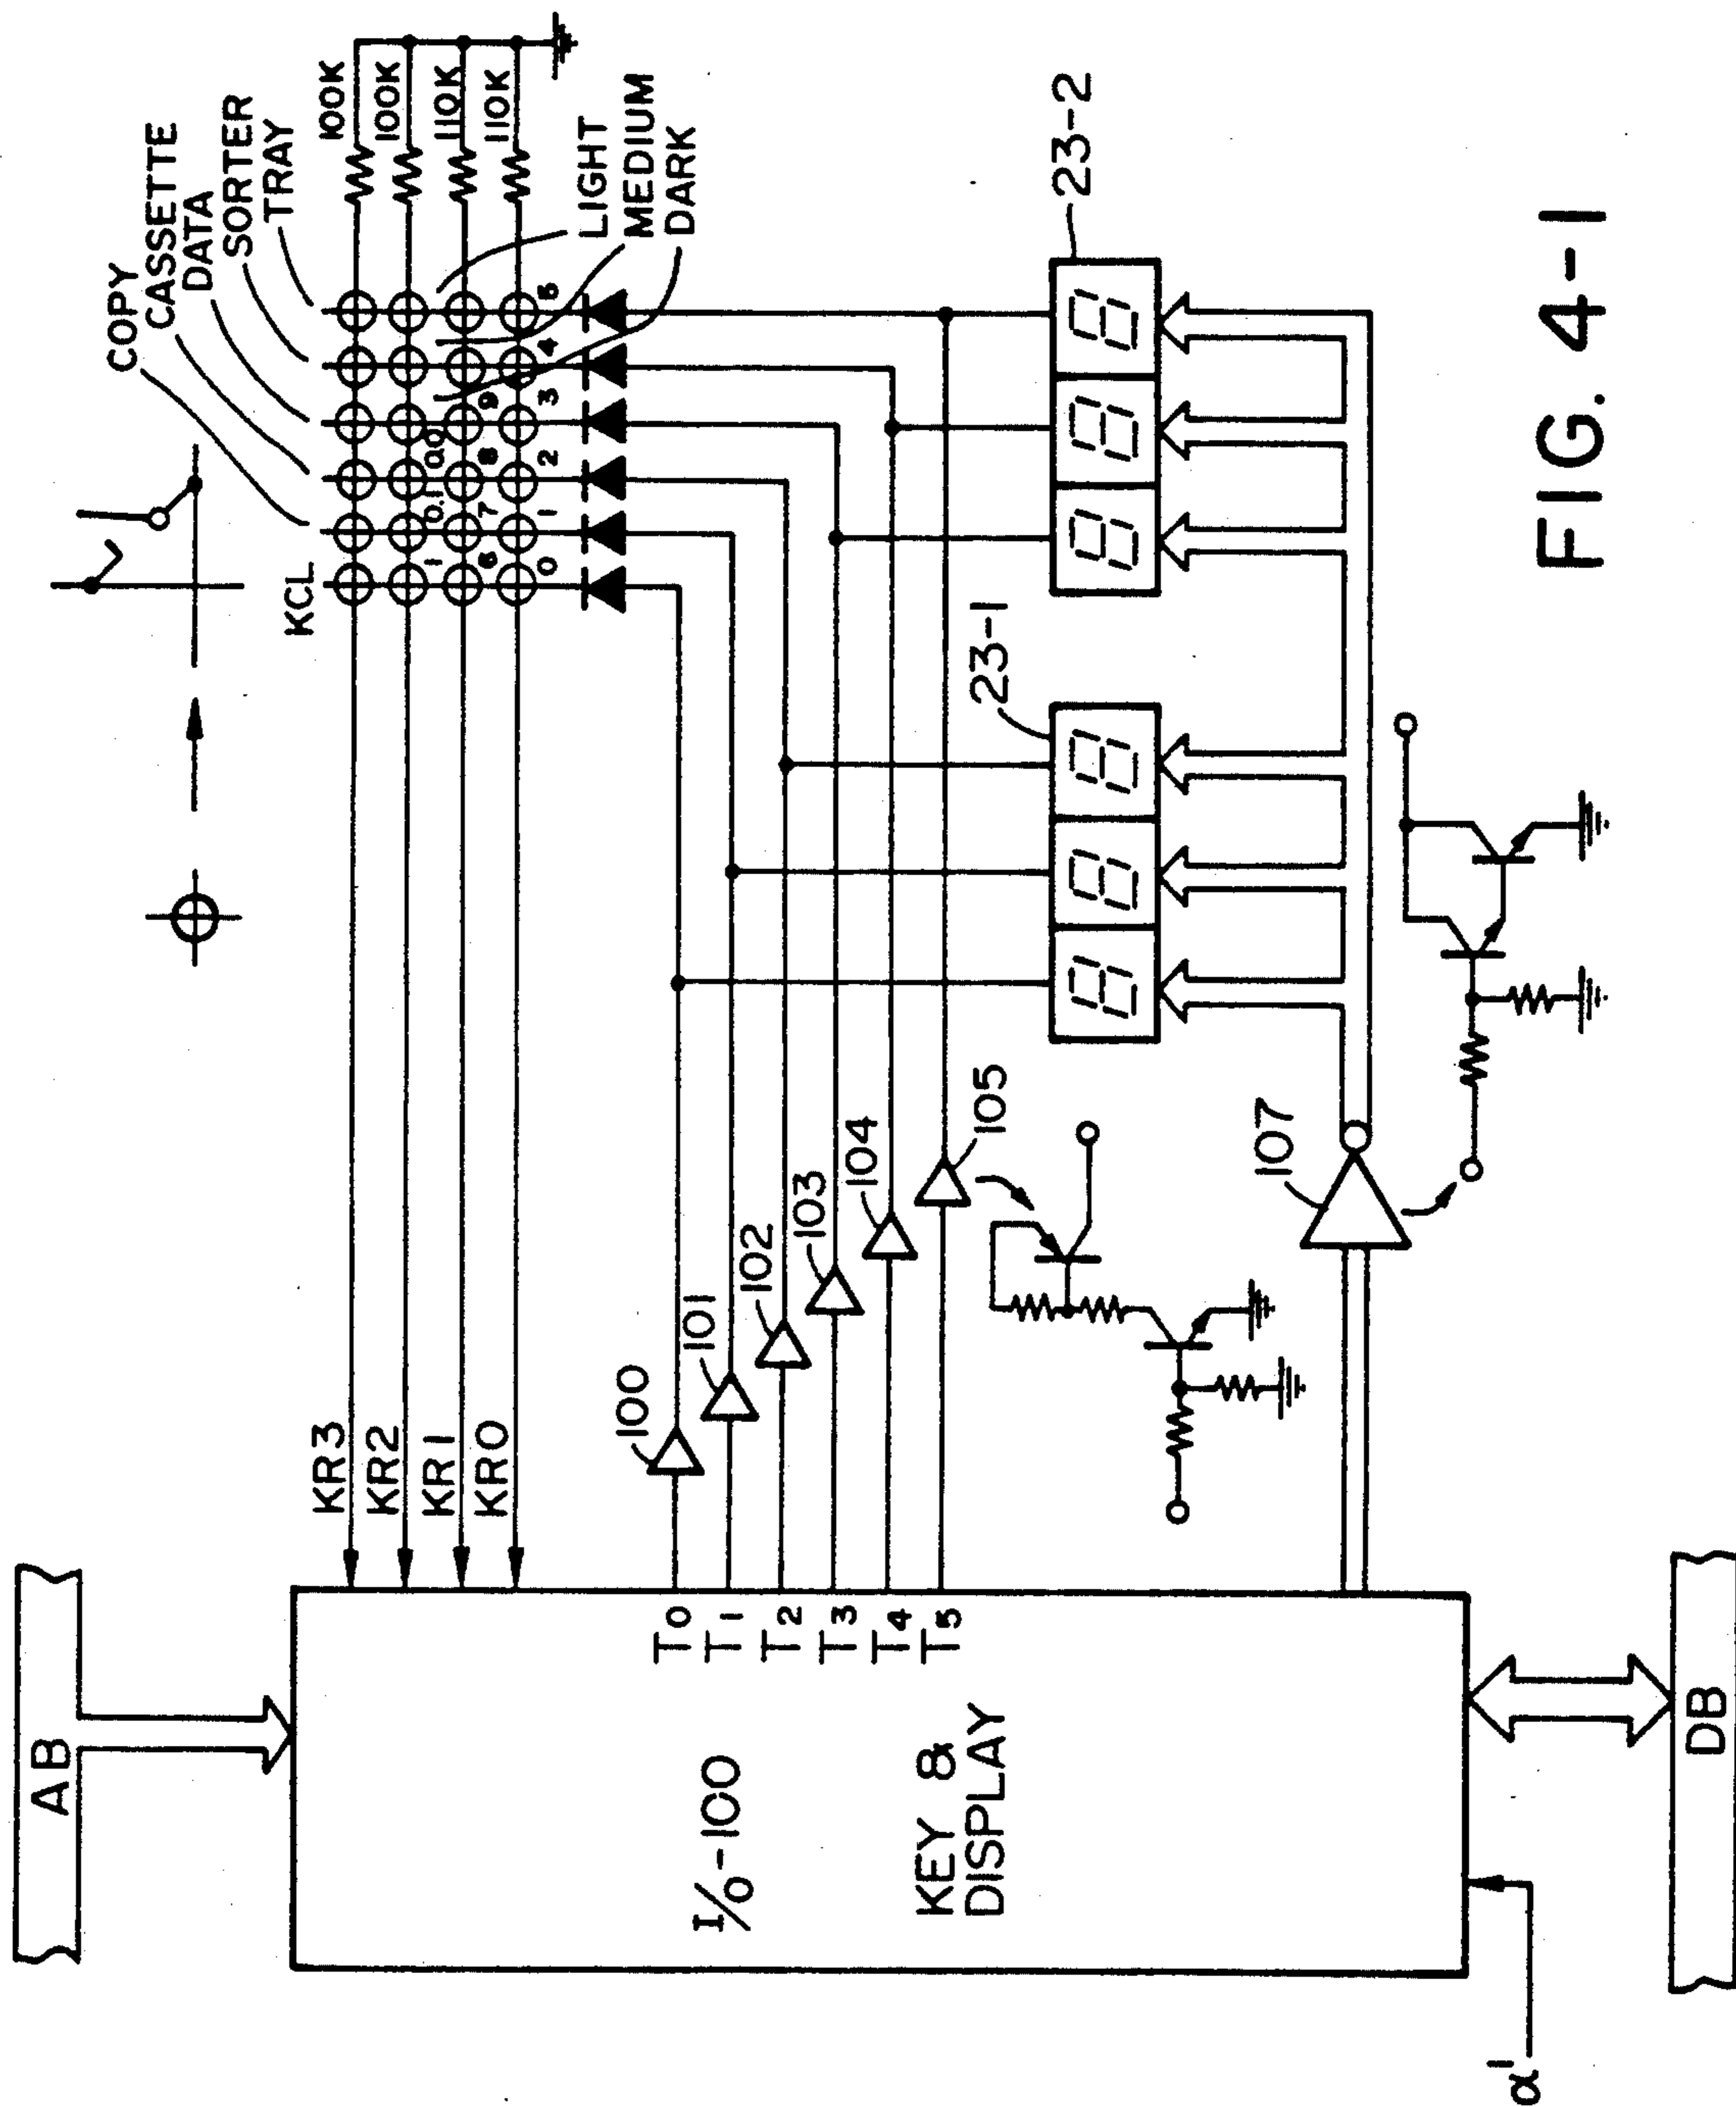 AB
I/O-100
KEY &
DISPLAY
α'
DB
KR3
KR2
KR1
KR0
T0
T1
T2
T3
T4
T5
100
101
102
103
104
105
107
KCL
COPY
CASSETTE
DATA
SORTER
TRAY
100K
100K
110K
110K
LIGHT
MEDIUM
DARK
1 0.1 a0
6 7 8 9
0 1 2 3 4 5
23-1
23-2
FIG. 4-1